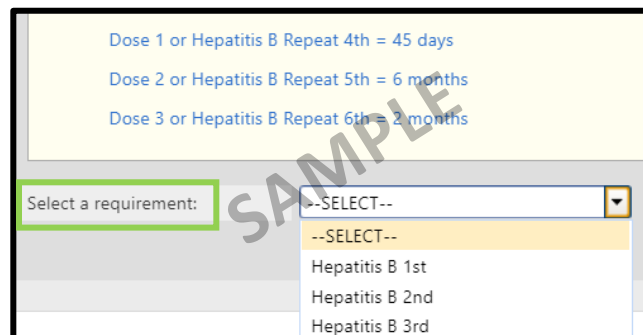 Dose 1 or Hepatitis B Repeat 4th = 45 days
Dose 2 or Hepatitis B Repeat 5th = 6 months
Dose 3 or Hepatitis B Repeat 6th = 2 months
SAMPLE
Select a requirement:
--SELECT--
--SELECT--
Hepatitis B 1st
Hepatitis B 2nd
Hepatitis B 3rd